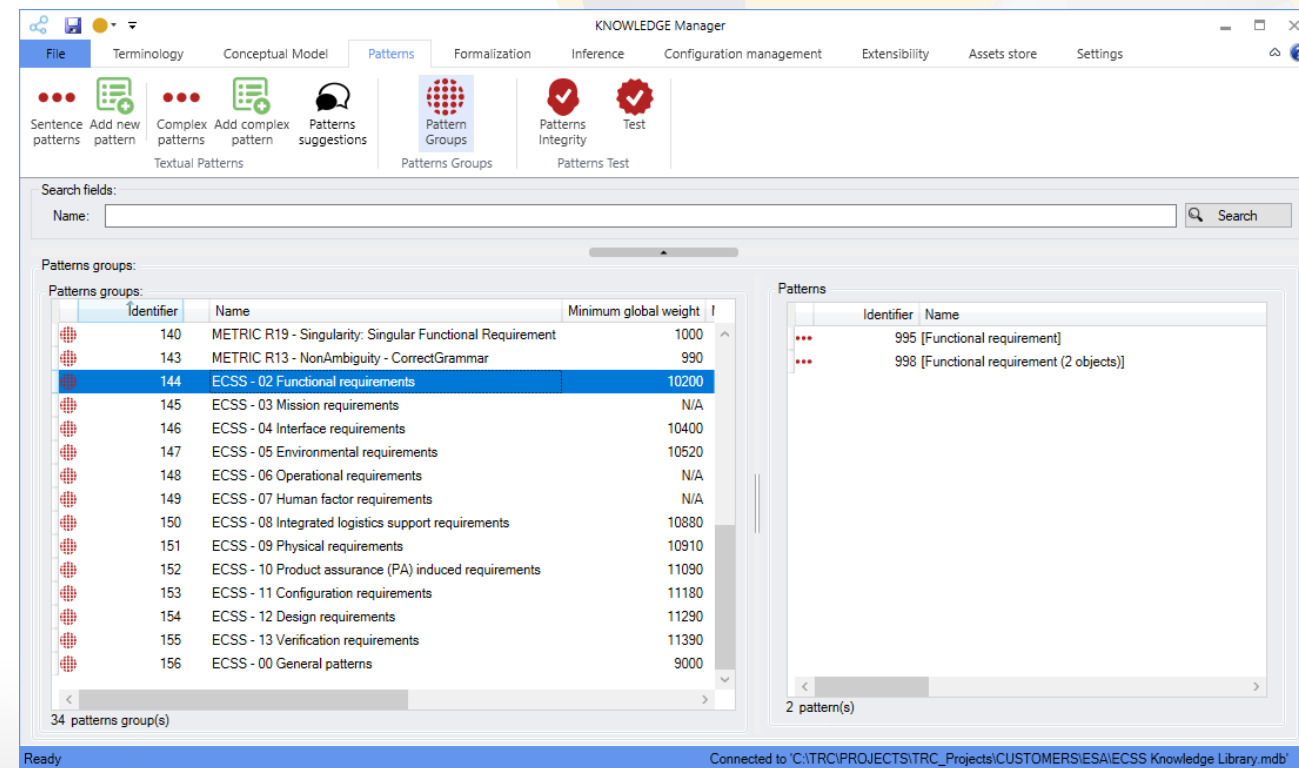 KNOWLEDGE Manager
File Terminology Conceptual Model Patterns Formalization Inference Configuration management Extensibility Assets store Settings
Sentence patterns Add new pattern Complex patterns Add complex pattern Patterns suggestions Pattern Groups Patterns Integrity Test
Textual Patterns Patterns Groups Patterns Test
Search fields:
Name: Search
Patterns groups:
Patterns groups:
Identifier Name Minimum global weight
140 METRIC R19 - Singularity: Singular Functional Requirement 1000
143 METRIC R13 - NonAmbiguity - CorrectGrammar 990
144 ECSS - 02 Functional requirements 10200
145 ECSS - 03 Mission requirements N/A
146 ECSS - 04 Interface requirements 10400
147 ECSS - 05 Environmental requirements 10520
148 ECSS - 06 Operational requirements N/A
149 ECSS - 07 Human factor requirements N/A
150 ECSS - 08 Integrated logistics support requirements 10880
151 ECSS - 09 Physical requirements 10910
152 ECSS - 10 Product assurance (PA) induced requirements 11090
153 ECSS - 11 Configuration requirements 11180
154 ECSS - 12 Design requirements 11290
155 ECSS - 13 Verification requirements 11390
156 ECSS - 00 General patterns 9000
34 patterns group(s)
Patterns
Identifier Name
995 [Functional requirement]
998 [Functional requirement (2 objects)]
2 pattern(s)
Ready Connected to 'C:\TRC\PROJECTS\TRC_Projects\CUSTOMERS\ESA\ECSS Knowledge Library.mdb'